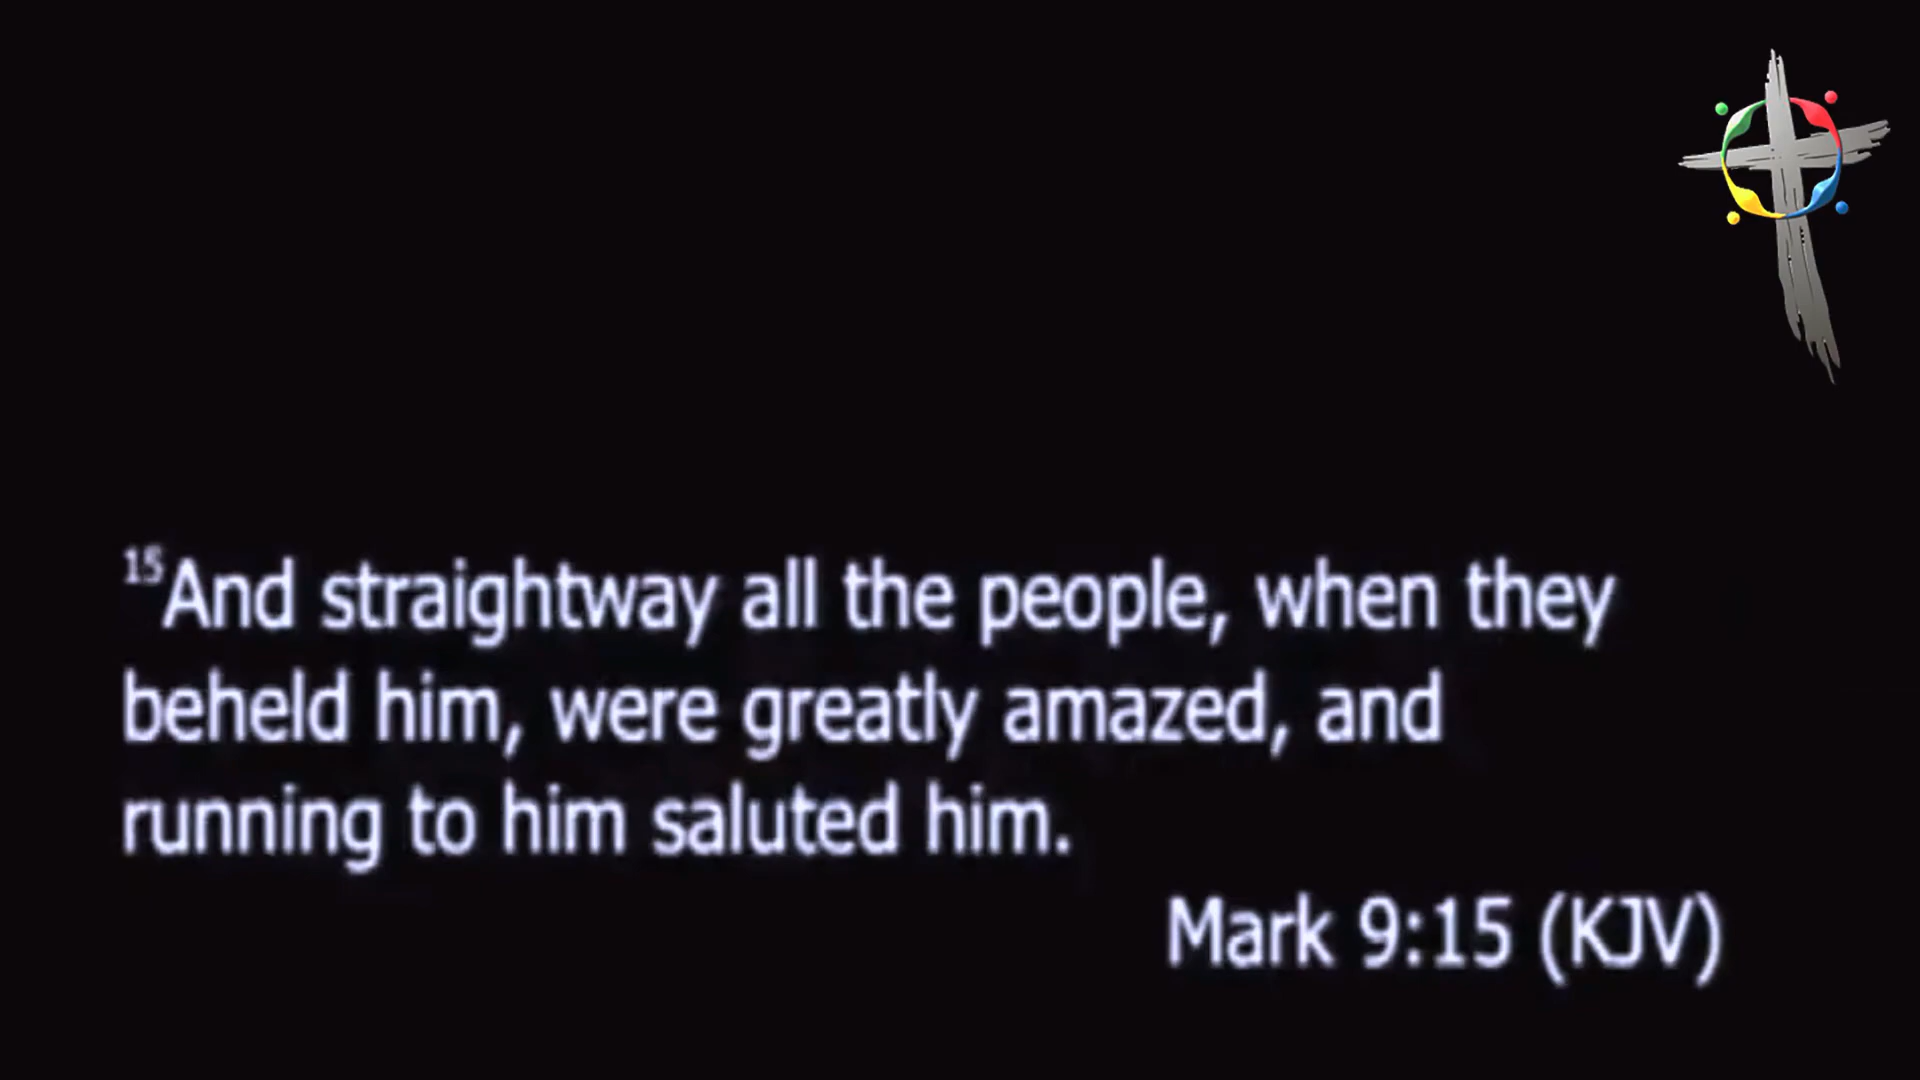 15And straightway all the people, when they
beheld him, were greatly amazed, and
running to him saluted him.
Mark 9:15 (KJV)